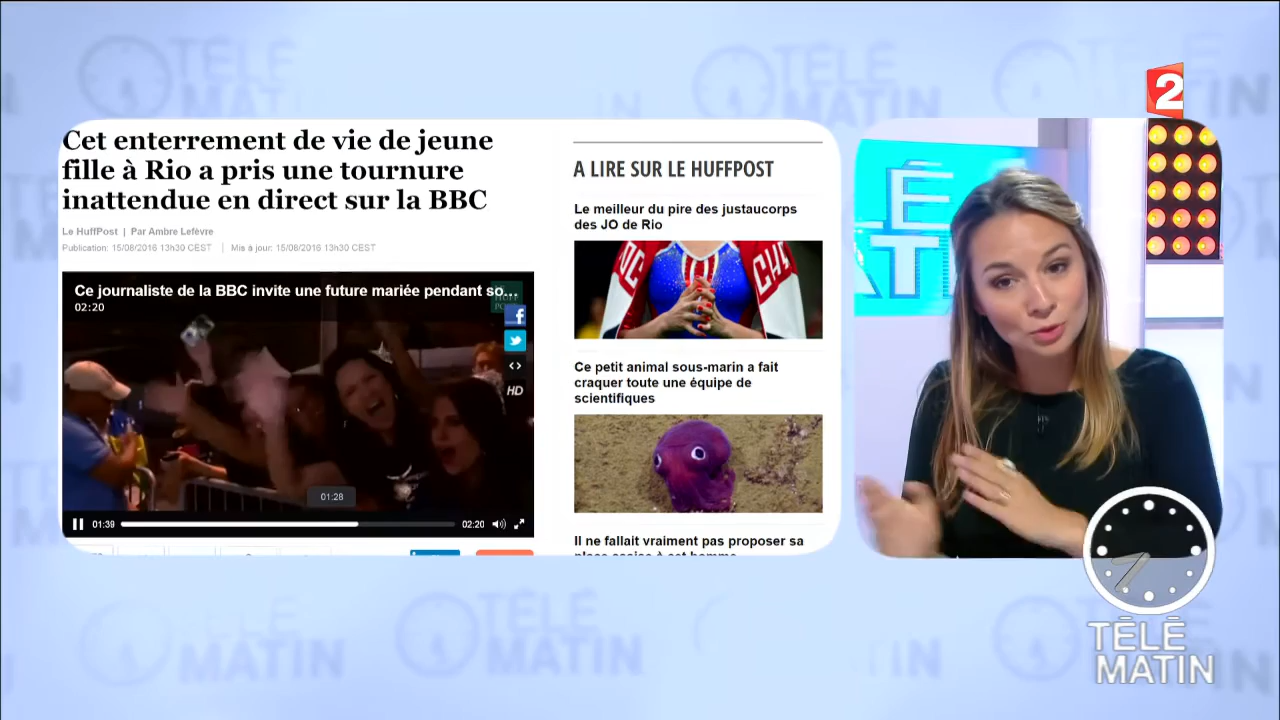 TÉLÉ
MATIN
2
Cet enterrement de vie de jeune
fille à Rio a pris une tournure
inattendue en direct sur la BBC
Le HuffPost | Par Ambre Lefèvre
Publication: 15/08/2016 13h30 CEST | Mis à jour: 15/08/2016 13h30 CEST
Ce journaliste de la BBC invite une future mariée pendant so...
02:20
HD
01:28
01:39
02:20
A LIRE SUR LE HUFFPOST
Le meilleur du pire des justaucorps
des JO de Rio
Ce petit animal sous-marin a fait
craquer toute une équipe de
scientifiques
Il ne fallait vraiment pas proposer sa
TÉLÉ
MATIN